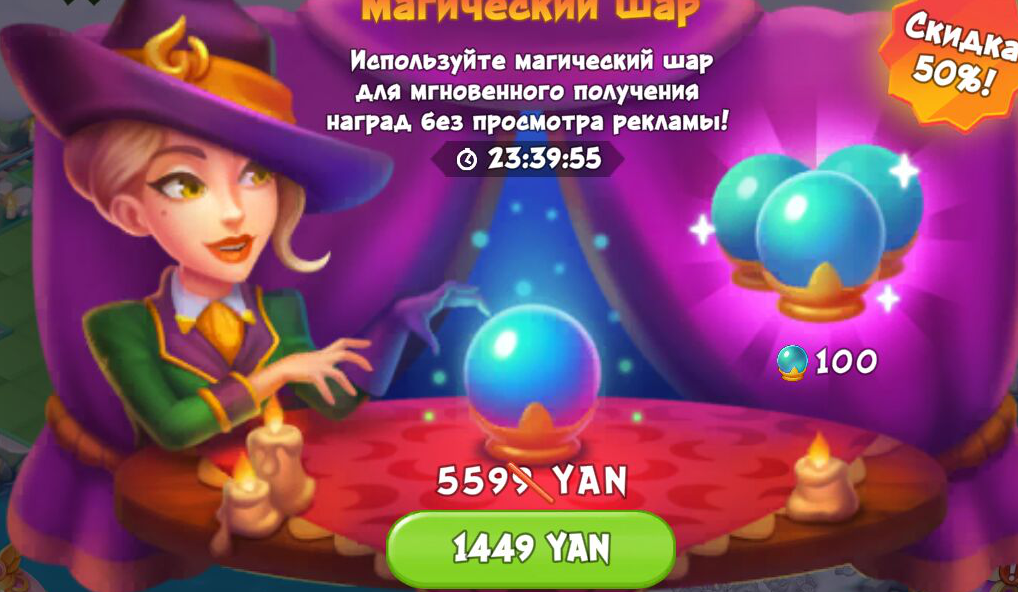 Магический шар
Скидка
50%!
Используйте магический шар
для мгновенного получения
наград без просмотра рекламы!
23:39:55
100
5599 YAN
1449 YAN